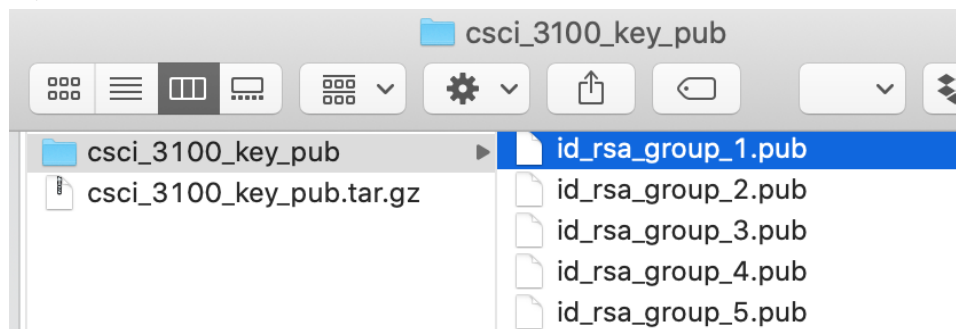 csci_3100_key_pub
csci_3100_key_pub
csci_3100_key_pub.tar.gz
id_rsa_group_1.pub
id_rsa_group_2.pub
id_rsa_group_3.pub
id_rsa_group_4.pub
id_rsa_group_5.pub